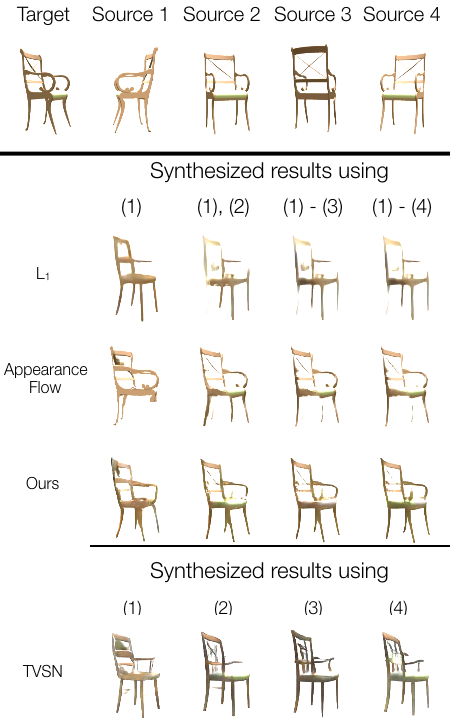 Target Source 1 Source 2 Source 3 Source 4
Synthesized results using
(1) (1), (2) (1) - (3) (1) - (4)
L₁
Appearance
Flow
Ours
Synthesized results using
(1) (2) (3) (4)
TVSN